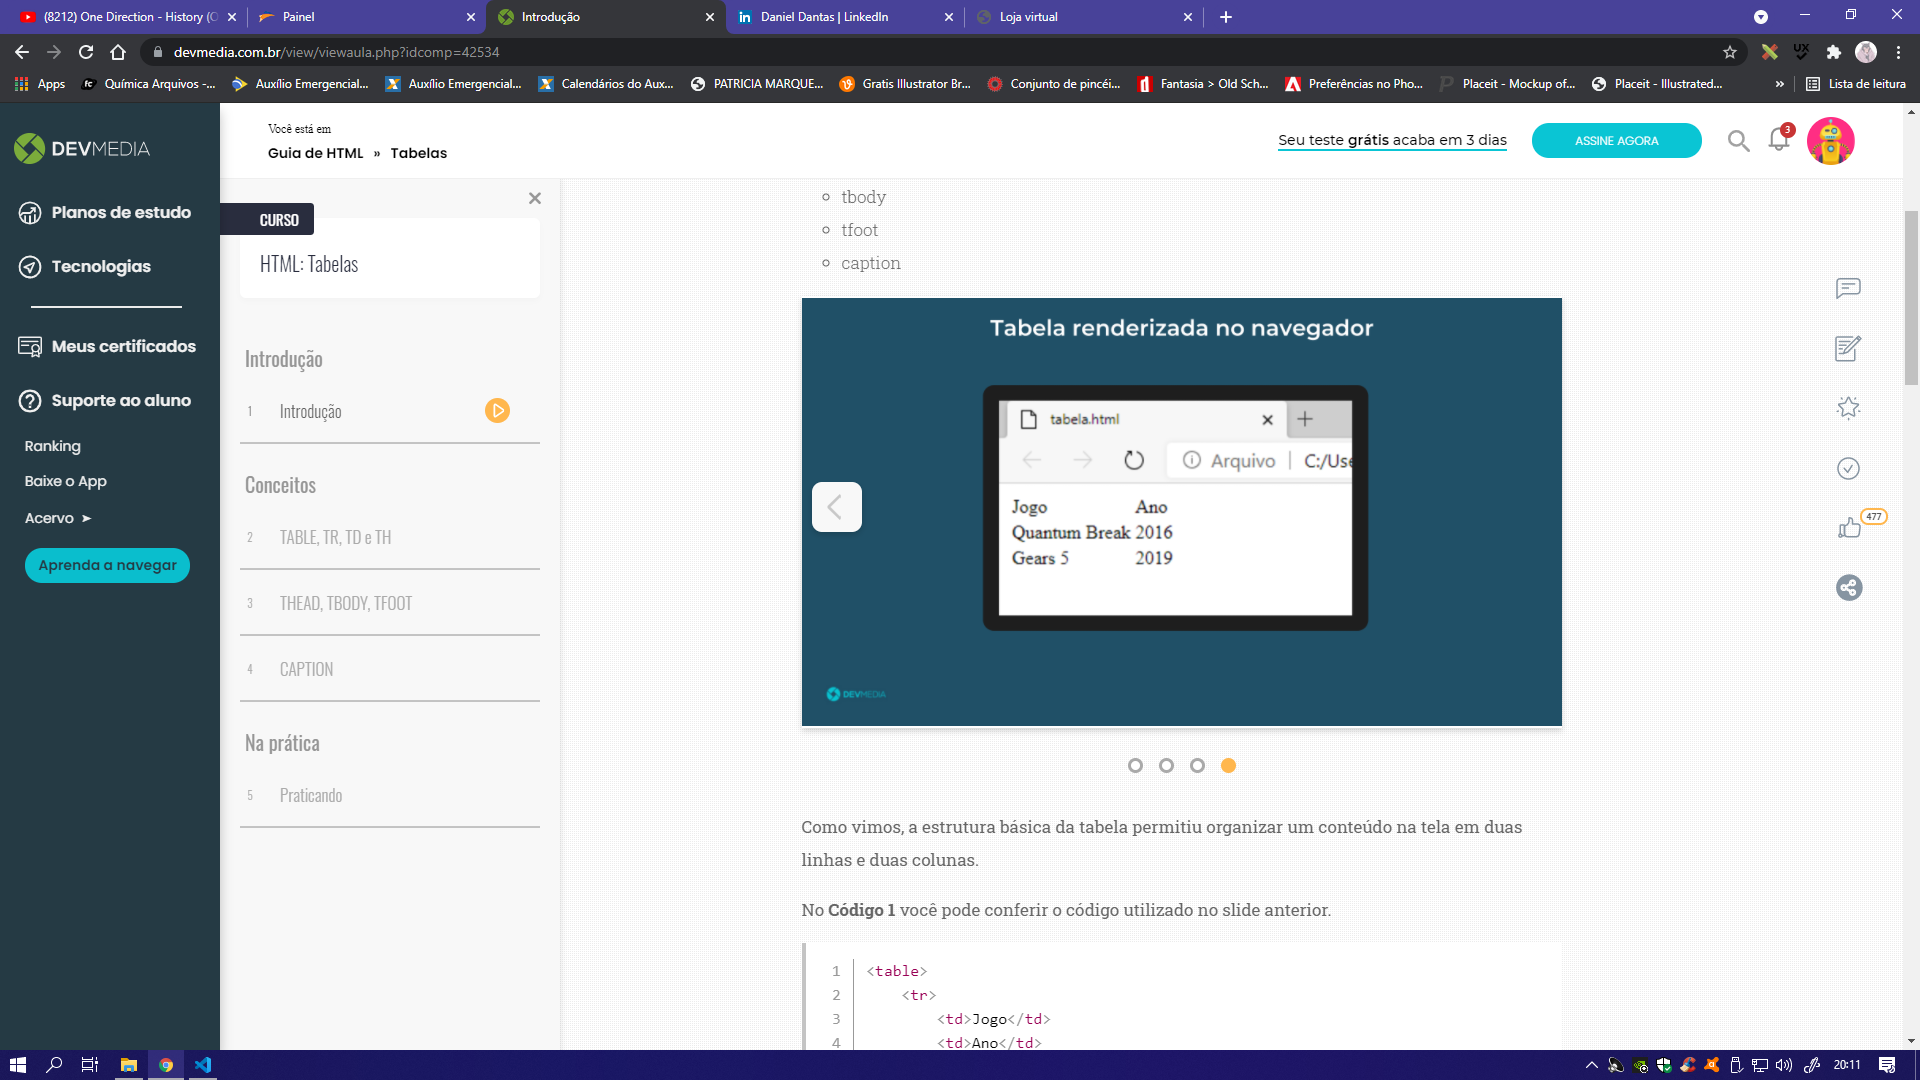 (8212) One Direction - History (O
Painel
Introdução
Daniel Dantas | LinkedIn
Loja virtual
devmedia.com.br/view/viewaula.php?idcomp=42534
Apps
Química Arquivos -...
Auxílio Emergencial...
Auxílio Emergencial...
Calendários do Aux...
PATRICIA MARQUE...
Gratis Illustrator Br...
Conjunto de pincéi...
Fantasia > Old Sch...
Preferências no Pho...
Placeit - Mockup of...
Placeit - Illustrated...
»
Lista de leitura
DEVMEDIA
Planos de estudo
Tecnologias
Meus certificados
Suporte ao aluno
Ranking
Baixe o App
Acervo ➤
Aprenda a navegar
Você está em
Guia de HTML » Tabelas
Seu teste grátis acaba em 3 dias
ASSINE AGORA
3
CURSO
HTML: Tabelas
Introdução
1 Introdução
Conceitos
2 TABLE, TR, TD e TH
3 THEAD, TBODY, TFOOT
4 CAPTION
Na prática
5 Praticando
tbody
tfoot
caption
Tabela renderizada no navegador
tabela.html
Arquivo | C:/Use
Jogo Ano
Quantum Break 2016
Gears 5 2019
DEVMEDIA
477
Como vimos, a estrutura básica da tabela permitiu organizar um conteúdo na tela em duas
linhas e duas colunas.
No Código 1 você pode conferir o código utilizado no slide anterior.
1 <table>
2 <tr>
3 <td>Jogo</td>
4 <td>Ano</td>
20:11